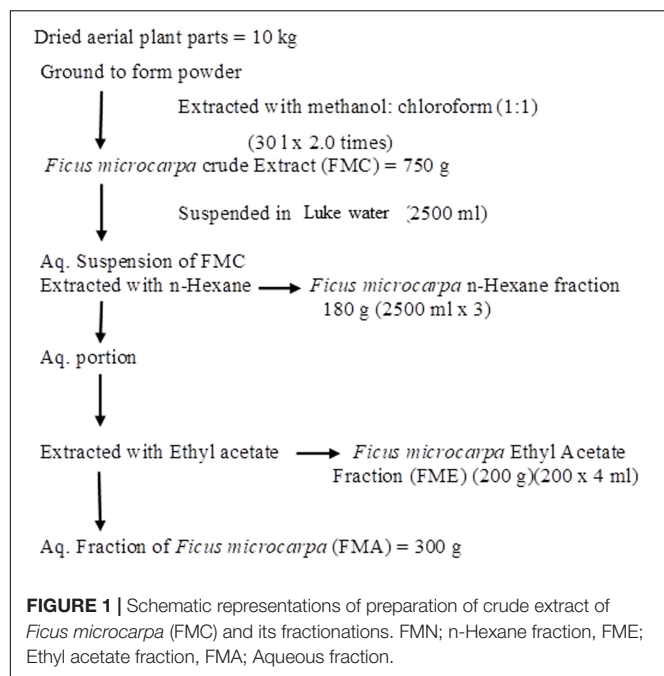 Dried aerial plant parts = 10 kg
Ground to form powder
Extracted with methanol: chloroform (1:1)
(30 l x 2.0 times)
Ficus microcarpa crude Extract (FMC) = 750 g
Suspended in Luke water (2500 ml)
Aq. Suspension of FMC
Extracted with n-Hexane
Ficus microcarpa n-Hexane fraction
180 g (2500 ml x 3)
Aq. portion
Extracted with Ethyl acetate
Ficus microcarpa Ethyl Acetate
Fraction (FME) (200 g)(200 x 4 ml)
Aq. Fraction of Ficus microcarpa (FMA) = 300 g
FIGURE 1 | Schematic representations of preparation of crude extract of
Ficus microcarpa (FMC) and its fractionations. FMN; n-Hexane fraction, FME;
Ethyl acetate fraction, FMA; Aqueous fraction.